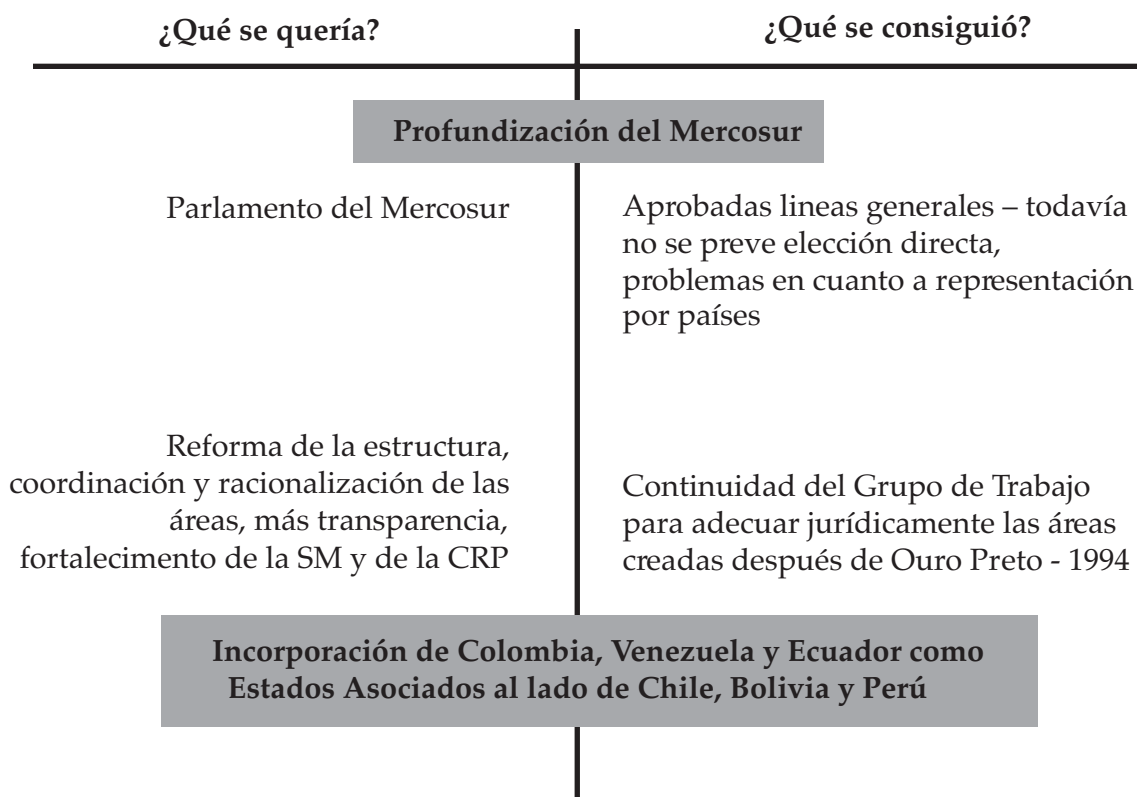 ¿Qué se quería?
¿Qué se consiguió?
Profundización del Mercosur
Parlamento del Mercosur
Aprobadas lineas generales – todavía
no se preve elección directa,
problemas en cuanto a representación
por países
Reforma de la estructura,
coordinación y racionalización de las
áreas, más transparencia,
fortalecimento de la SM y de la CRP
Continuidad del Grupo de Trabajo
para adecuar jurídicamente las áreas
creadas después de Ouro Preto - 1994
Incorporación de Colombia, Venezuela y Ecuador como
Estados Asociados al lado de Chile, Bolivia y Perú